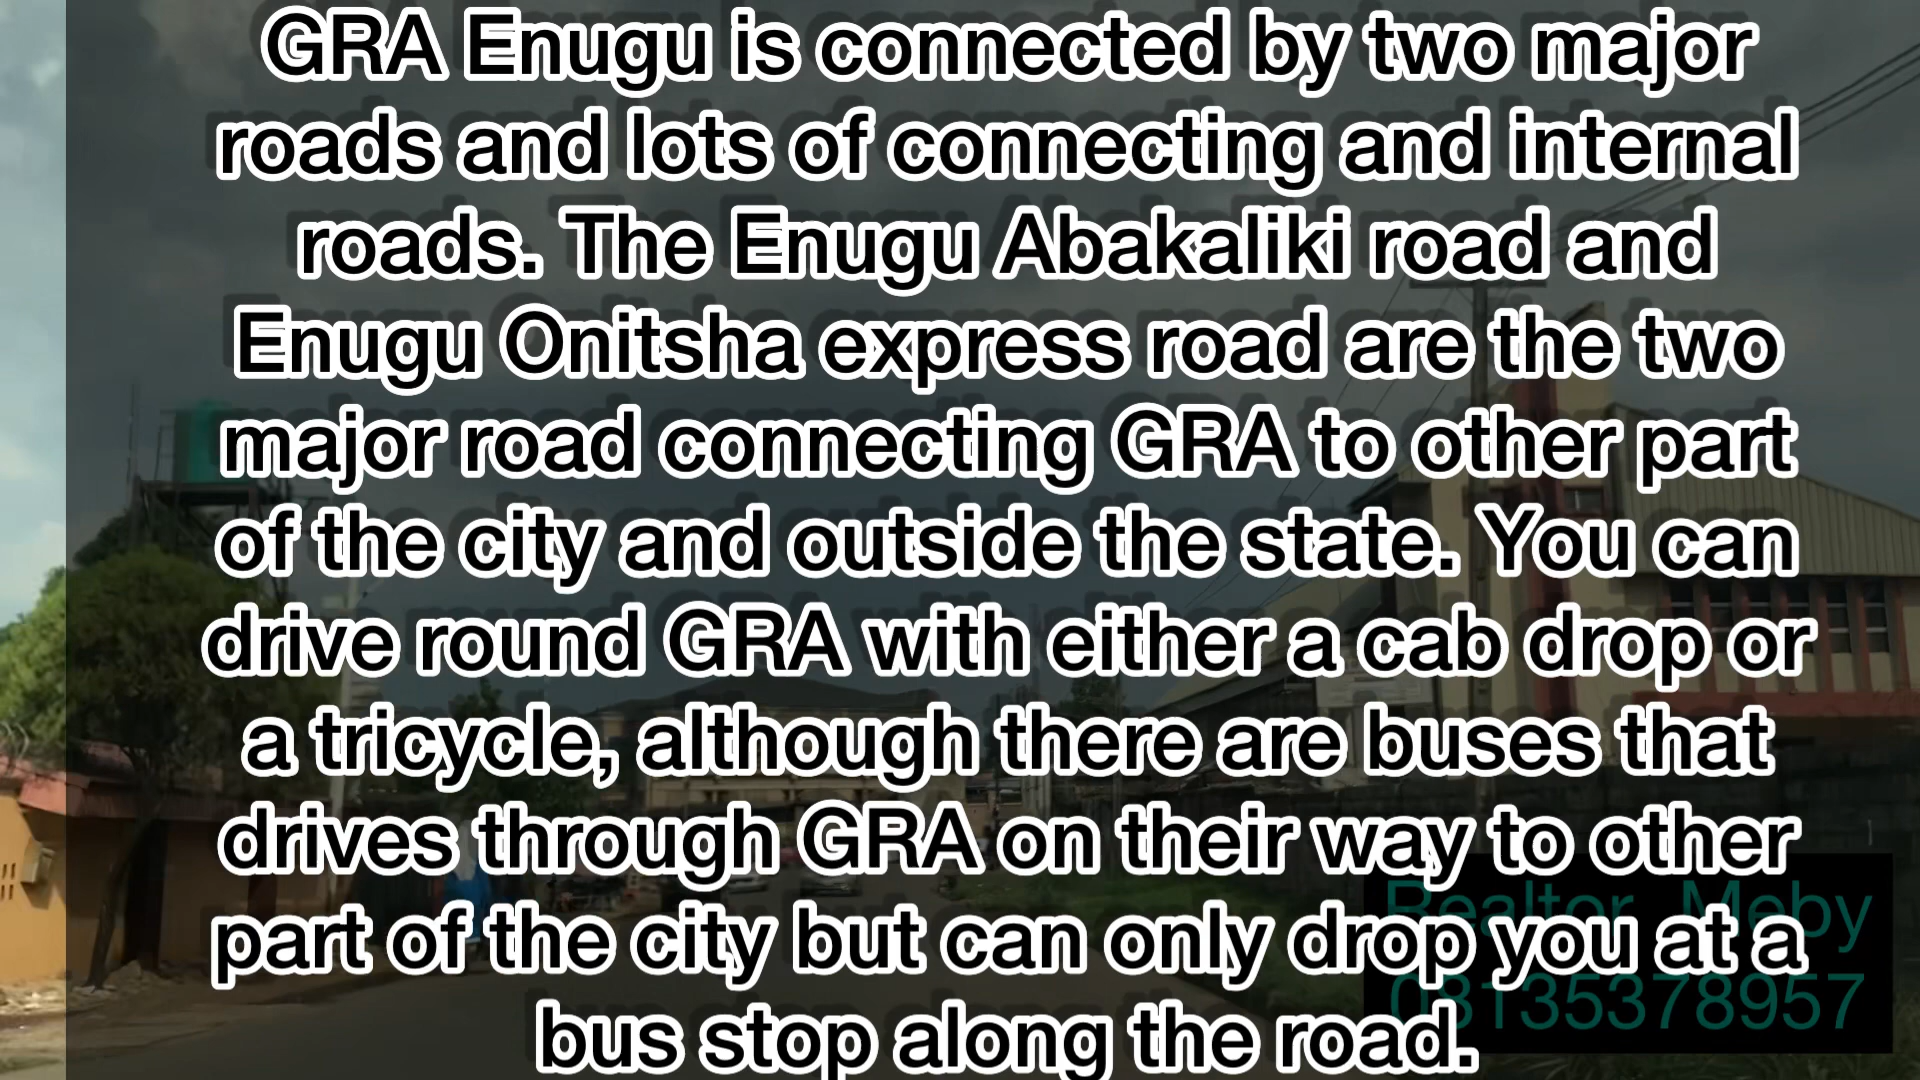 GRA Enugu is connected by two major
roads and lots of connecting and internal
roads. The Enugu Abakaliki road and
Enugu Onitsha express road are the two
major road connecting GRA to other part
of the city and outside the state. You can
drive round GRA with either a cab drop or
a tricycle, although there are buses that
drives through GRA on their way to other
part of the city but can only drop you at a
bus stop along the road.
Realtor Meby
08135378957